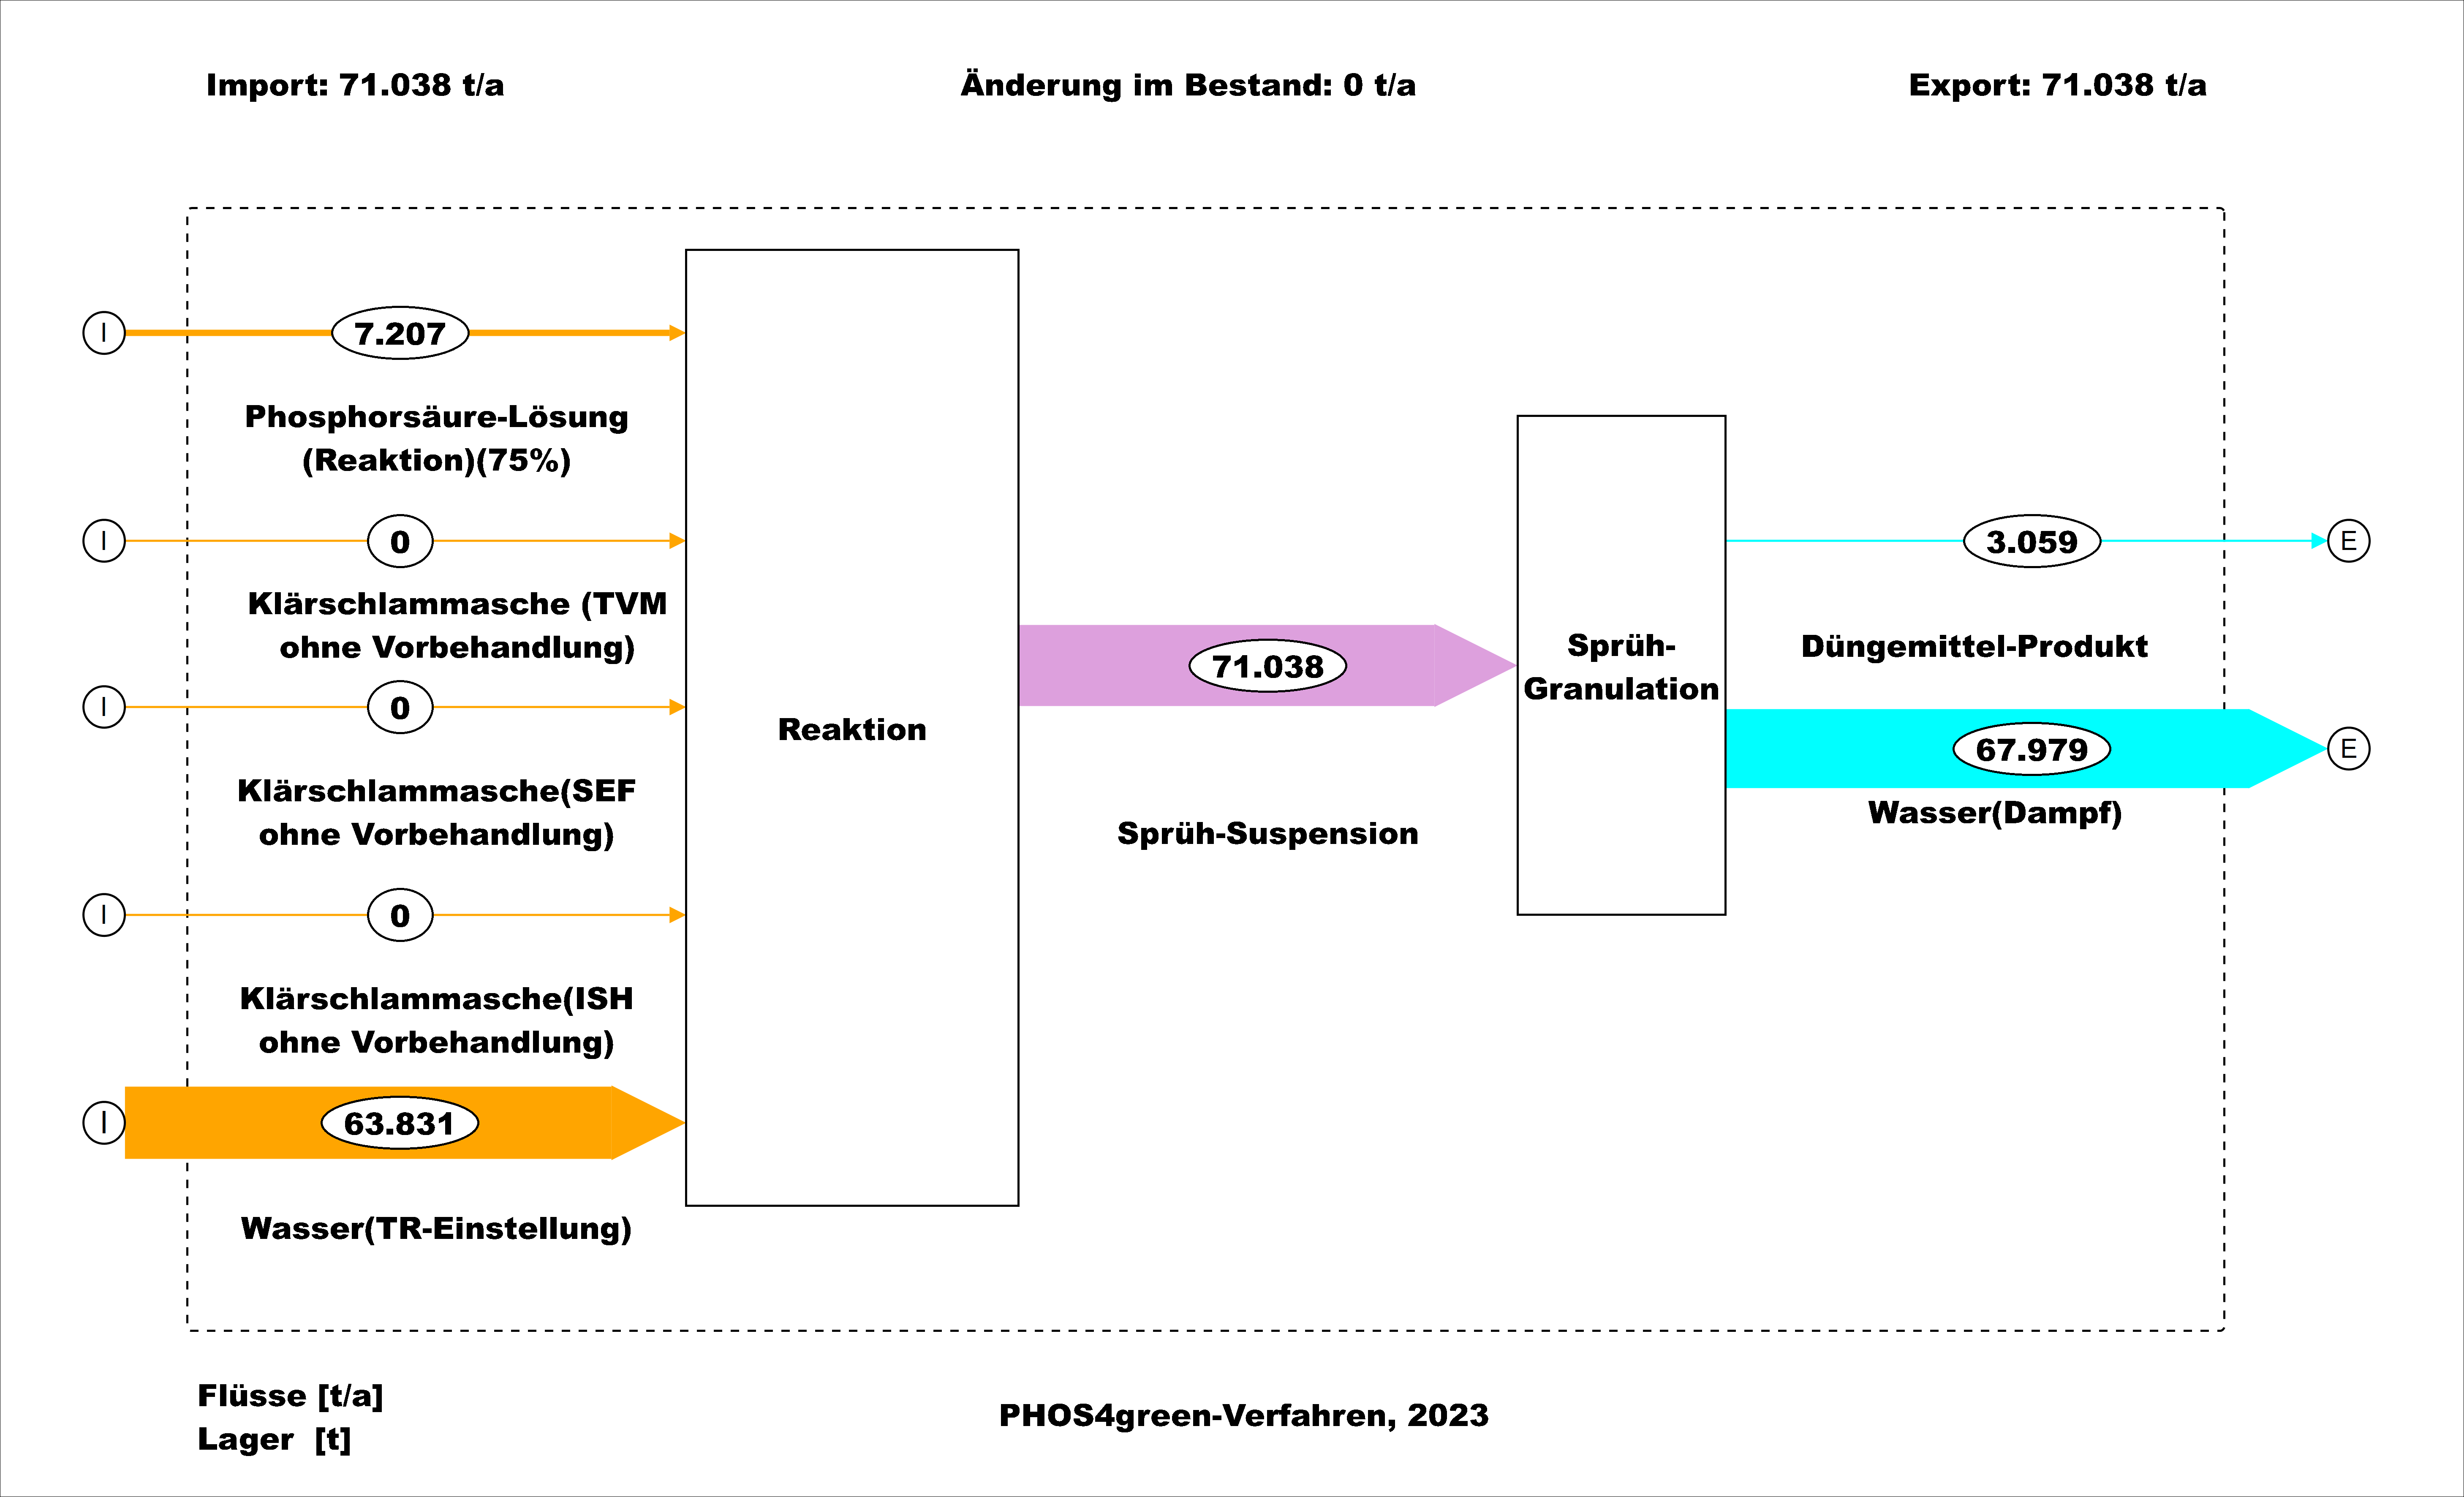 Import: 71.038 t/a
Änderung im Bestand: 0 t/a
Export: 71.038 t/a
I
7.207
Phosphorsäure-Lösung
(Reaktion)(75%)
I
0
Klärschlammasche (TVM
ohne Vorbehandlung)
I
0
Klärschlammasche(SEF
ohne Vorbehandlung)
I
0
Klärschlammasche(ISH
ohne Vorbehandlung)
I
63.831
Wasser(TR-Einstellung)
Reaktion
71.038
Sprüh-Suspension
Sprüh-
Granulation
3.059
E
Düngemittel-Produkt
67.979
E
Wasser(Dampf)
Flüsse [t/a]
Lager [t]
PHOS4green-Verfahren, 2023